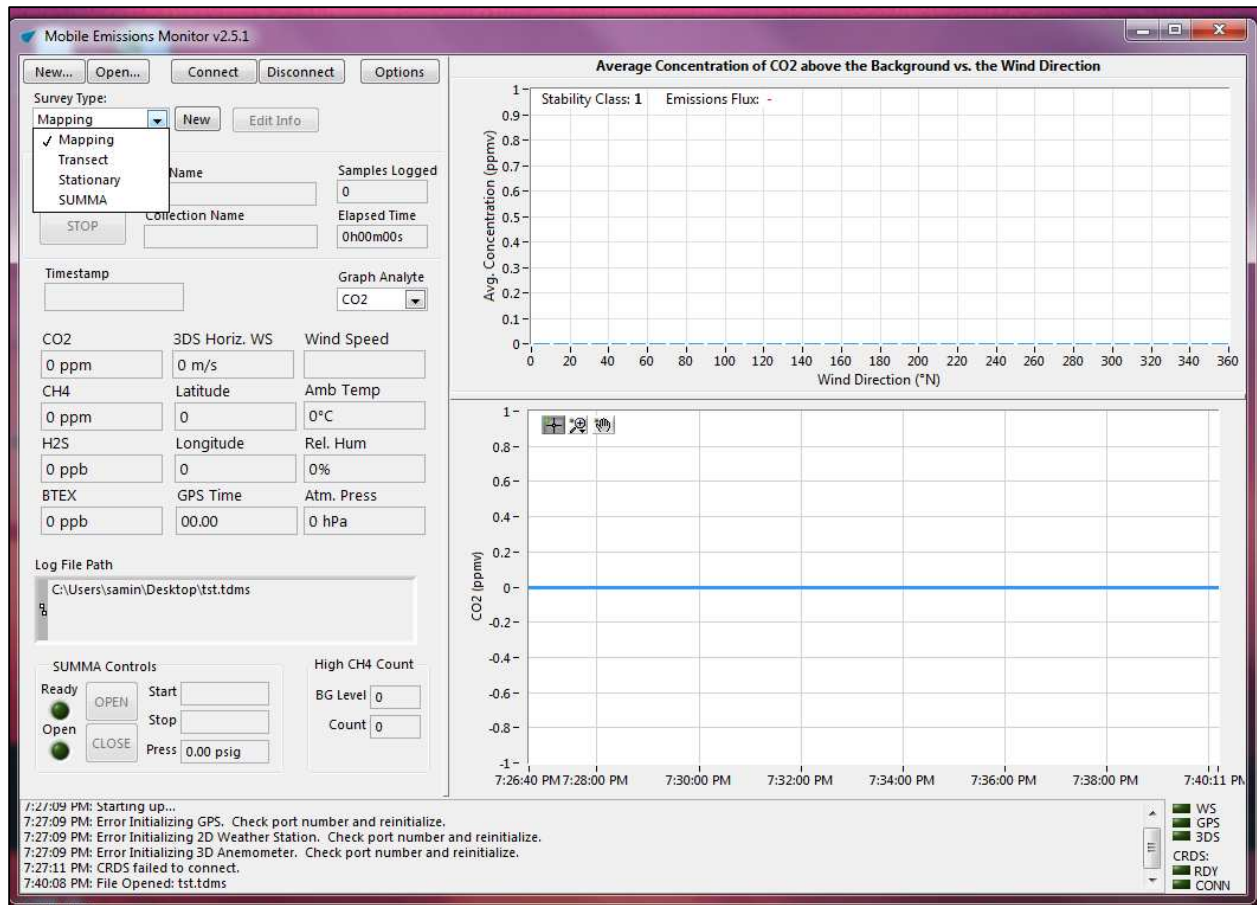 Mobile Emissions Monitor v2.5.1
New... Open... Connect Disconnect Options
Survey Type:
Mapping New Edit Info
✓ Mapping
Transect
Stationary
SUMMA
Name Samples Logged
0
STOP Collection Name Elapsed Time
0h00m00s
Timestamp Graph Analyte
CO2
CO2 3DS Horiz. WS Wind Speed
0 ppm 0 m/s
CH4 Latitude Amb Temp
0 ppm 0 0°C
H2S Longitude Rel. Hum
0 ppb 0 0%
BTEX GPS Time Atm. Press
0 ppb 00.00 0 hPa
Log File Path
C:\Users\samin\Desktop\tst.tdms
SUMMA Controls High CH4 Count
Ready OPEN Start BG Level 0
Open CLOSE Stop Count 0
Press 0.00 psig
Average Concentration of CO2 above the Background vs. the Wind Direction
Stability Class: 1 Emissions Flux: -
Avg. Concentration (ppmv)
1
0.9
0.8
0.7
0.6
0.5
0.4
0.3
0.2
0.1
0
0 20 40 60 80 100 120 140 160 180 200 220 240 260 280 300 320 340 360
Wind Direction (°N)
CO2 (ppmv)
1
0.8
0.6
0.4
0.2
0
-0.2
-0.4
-0.6
-0.8
-1
7:26:40 PM 7:28:00 PM 7:30:00 PM 7:32:00 PM 7:34:00 PM 7:36:00 PM 7:38:00 PM 7:40:11 PM
7:27:09 PM: Starting up...
7:27:09 PM: Error Initializing GPS. Check port number and reinitialize.
7:27:09 PM: Error Initializing 2D Weather Station. Check port number and reinitialize.
7:27:09 PM: Error Initializing 3D Anemometer. Check port number and reinitialize.
7:27:11 PM: CRDS failed to connect.
7:40:08 PM: File Opened: tst.tdms
WS
GPS
3DS
CRDS:
RDY
CONN